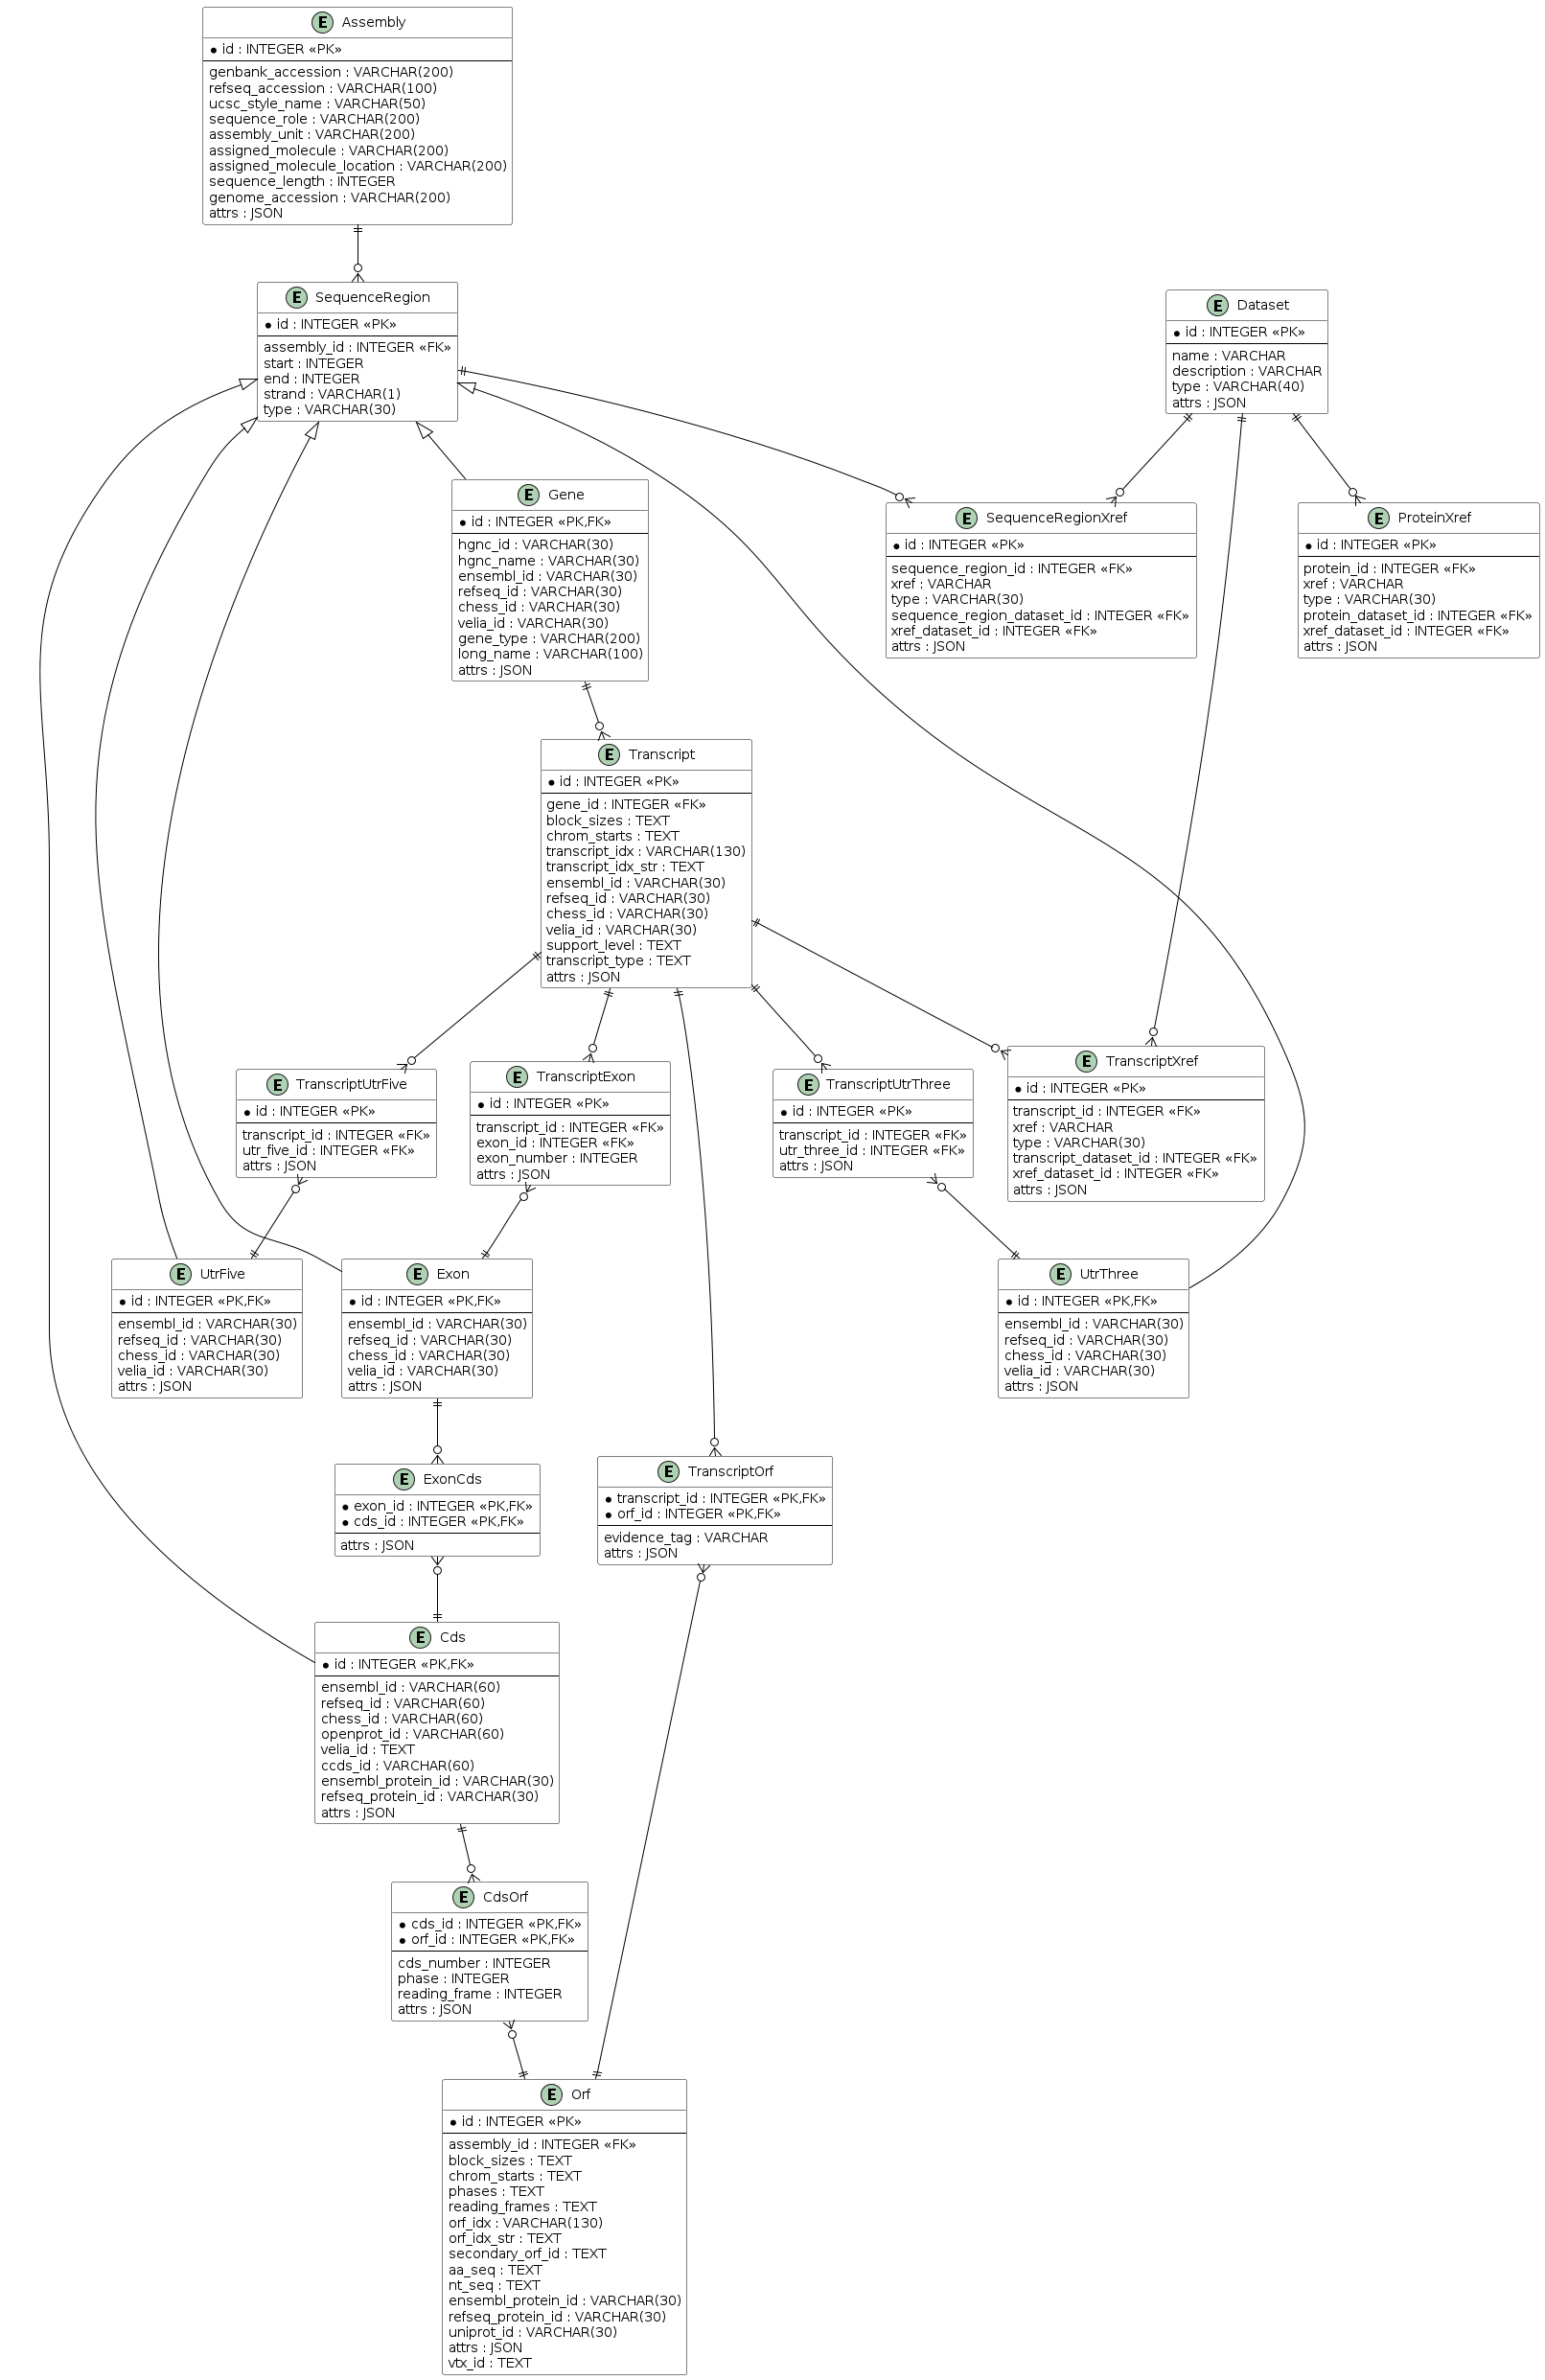 E Assembly
id : INTEGER «PK»
genbank_accession : VARCHAR(200)
refseq_accession : VARCHAR(100)
ucsc_style_name : VARCHAR(50)
sequence_role : VARCHAR(200)
assembly_unit : VARCHAR(200)
assigned_molecule : VARCHAR(200)
assigned_molecule_location : VARCHAR(200)
sequence_length : INTEGER
genome_accession : VARCHAR(200)
attrs : JSON
E SequenceRegion
id : INTEGER «PK»
assembly_id : INTEGER «FK»
start : INTEGER
end : INTEGER
strand : VARCHAR(1)
type : VARCHAR(30)
E Dataset
id : INTEGER «PK»
name : VARCHAR
description : VARCHAR
type : VARCHAR(40)
attrs : JSON
E Gene
id : INTEGER «PK,FK»
hgnc_id : VARCHAR(30)
hgnc_name : VARCHAR(30)
ensembl_id : VARCHAR(30)
refseq_id : VARCHAR(30)
chess_id : VARCHAR(30)
velia_id : VARCHAR(30)
gene_type : VARCHAR(200)
long_name : VARCHAR(100)
attrs : JSON
E SequenceRegionXref
id : INTEGER «PK»
sequence_region_id : INTEGER «FK»
xref : VARCHAR
type : VARCHAR(30)
sequence_region_dataset_id : INTEGER «FK»
xref_dataset_id : INTEGER «FK»
attrs : JSON
E ProteinXref
id : INTEGER «PK»
protein_id : INTEGER «FK»
xref : VARCHAR
type : VARCHAR(30)
protein_dataset_id : INTEGER «FK»
xref_dataset_id : INTEGER «FK»
attrs : JSON
E Transcript
id : INTEGER «PK»
gene_id : INTEGER «FK»
block_sizes : TEXT
chrom_starts : TEXT
transcript_idx : VARCHAR(130)
transcript_idx_str : TEXT
ensembl_id : VARCHAR(30)
refseq_id : VARCHAR(30)
chess_id : VARCHAR(30)
velia_id : VARCHAR(30)
support_level : TEXT
transcript_type : TEXT
attrs : JSON
E TranscriptUtrFive
id : INTEGER «PK»
transcript_id : INTEGER «FK»
utr_five_id : INTEGER «FK»
attrs : JSON
E TranscriptExon
id : INTEGER «PK»
transcript_id : INTEGER «FK»
exon_id : INTEGER «FK»
exon_number : INTEGER
attrs : JSON
E TranscriptUtrThree
id : INTEGER «PK»
transcript_id : INTEGER «FK»
utr_three_id : INTEGER «FK»
attrs : JSON
E TranscriptXref
id : INTEGER «PK»
transcript_id : INTEGER «FK»
xref : VARCHAR
type : VARCHAR(30)
transcript_dataset_id : INTEGER «FK»
xref_dataset_id : INTEGER «FK»
attrs : JSON
E UtrFive
id : INTEGER «PK,FK»
ensembl_id : VARCHAR(30)
refseq_id : VARCHAR(30)
chess_id : VARCHAR(30)
velia_id : VARCHAR(30)
attrs : JSON
E Exon
id : INTEGER «PK,FK»
ensembl_id : VARCHAR(30)
refseq_id : VARCHAR(30)
chess_id : VARCHAR(30)
velia_id : VARCHAR(30)
attrs : JSON
E UtrThree
id : INTEGER «PK,FK»
ensembl_id : VARCHAR(30)
refseq_id : VARCHAR(30)
chess_id : VARCHAR(30)
velia_id : VARCHAR(30)
attrs : JSON
E ExonCds
exon_id : INTEGER «PK,FK»
cds_id : INTEGER «PK,FK»
attrs : JSON
E TranscriptOrf
transcript_id : INTEGER «PK,FK»
orf_id : INTEGER «PK,FK»
evidence_tag : VARCHAR
attrs : JSON
E Cds
id : INTEGER «PK,FK»
ensembl_id : VARCHAR(60)
refseq_id : VARCHAR(60)
chess_id : VARCHAR(60)
openprot_id : VARCHAR(60)
velia_id : TEXT
ccds_id : VARCHAR(60)
ensembl_protein_id : VARCHAR(30)
refseq_protein_id : VARCHAR(30)
attrs : JSON
E CdsOrf
cds_id : INTEGER «PK,FK»
orf_id : INTEGER «PK,FK»
cds_number : INTEGER
phase : INTEGER
reading_frame : INTEGER
attrs : JSON
E Orf
id : INTEGER «PK»
assembly_id : INTEGER «FK»
block_sizes : TEXT
chrom_starts : TEXT
phases : TEXT
reading_frames : TEXT
orf_idx : VARCHAR(130)
orf_idx_str : TEXT
secondary_orf_id : TEXT
aa_seq : TEXT
nt_seq : TEXT
ensembl_protein_id : VARCHAR(30)
refseq_protein_id : VARCHAR(30)
uniprot_id : VARCHAR(30)
attrs : JSON
vtx_id : TEXT